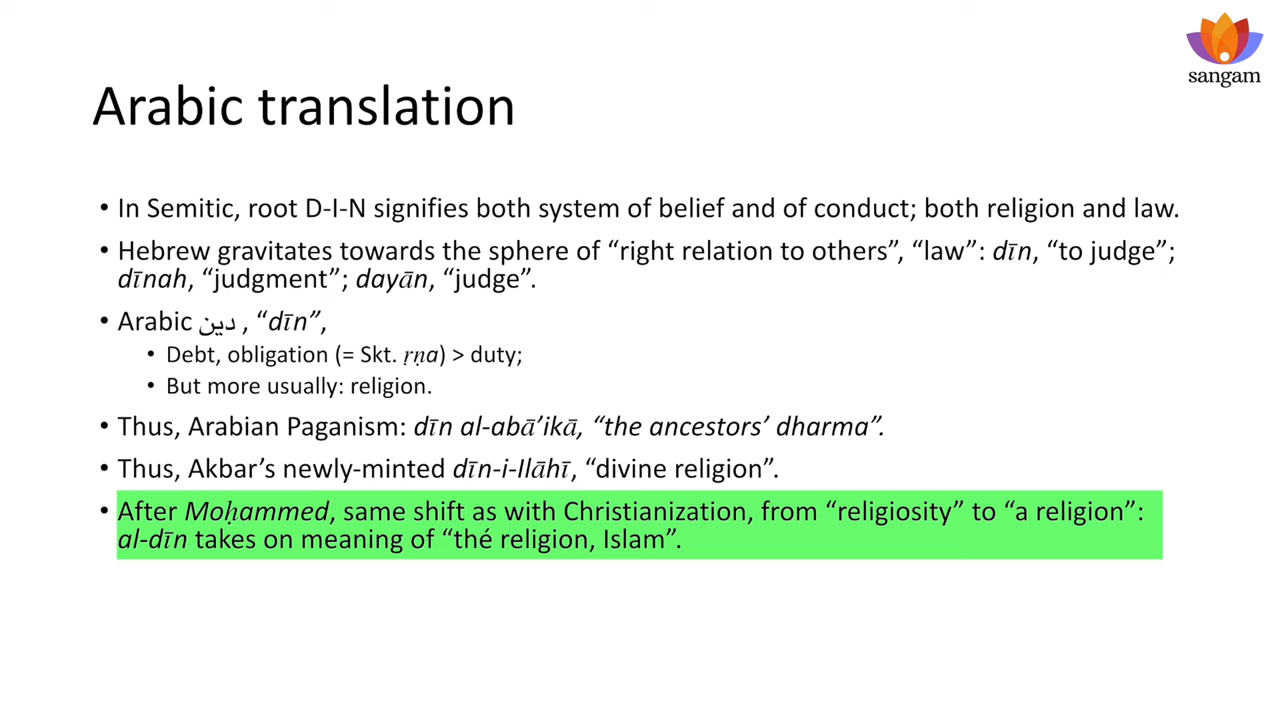 sangam
Arabic translation
• In Semitic, root D-I-N signifies both system of belief and of conduct; both religion and law.
• Hebrew gravitates towards the sphere of “right relation to others”, “law”: dīn, “to judge”;
dīnah, “judgment”; dayān, “judge”.
• Arabic دين , “dīn”,
• Debt, obligation (= Skt. ṛṇa) > duty;
• But more usually: religion.
• Thus, Arabian Paganism: dīn al-abā’ikā, “the ancestors’ dharma”.
• Thus, Akbar’s newly-minted dīn-i-Ilāhī, “divine religion”.
• After Moḥammed, same shift as with Christianization, from “religiosity” to “a religion”:
al-dīn takes on meaning of “thé religion, Islam”.